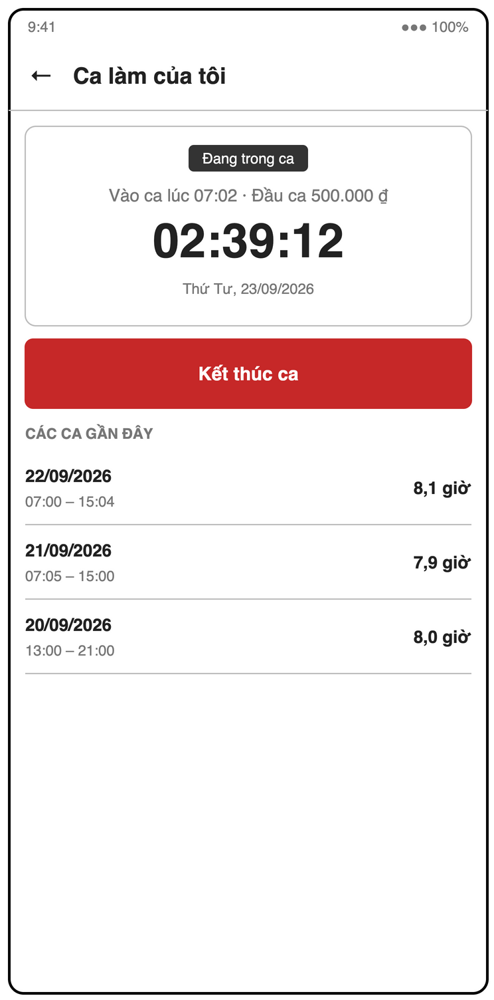 9:41 ●●● 100%
← Ca làm của tôi
Đang trong ca
Vào ca lúc 07:02 · Đầu ca 500.000 ₫
02:39:12
Thứ Tư, 23/09/2026
Kết thúc ca
CÁC CA GẦN ĐÂY
22/09/2026
07:00 – 15:04
8,1 giờ
21/09/2026
07:05 – 15:00
7,9 giờ
20/09/2026
13:00 – 21:00
8,0 giờ